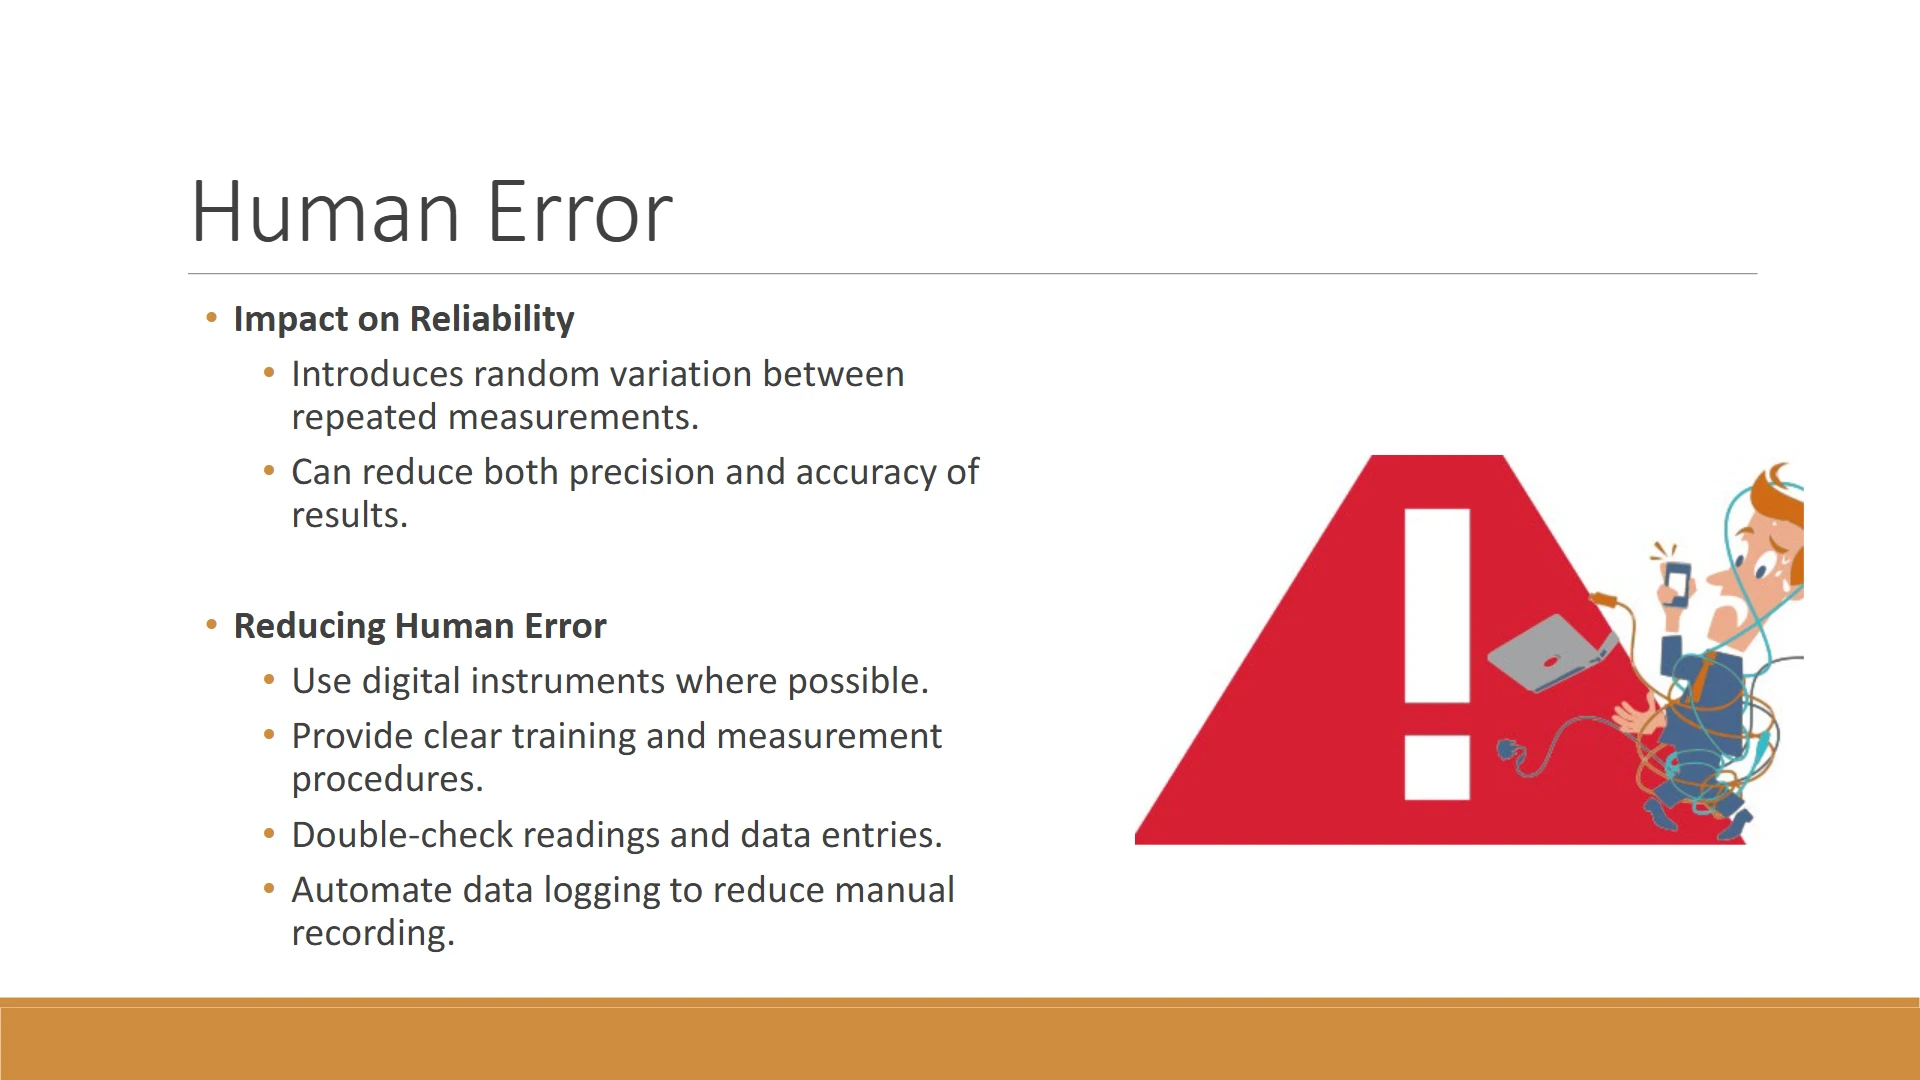 Human Error
• Impact on Reliability
• Introduces random variation between
repeated measurements.
• Can reduce both precision and accuracy of
results.
• Reducing Human Error
• Use digital instruments where possible.
• Provide clear training and measurement
procedures.
• Double-check readings and data entries.
• Automate data logging to reduce manual
recording.